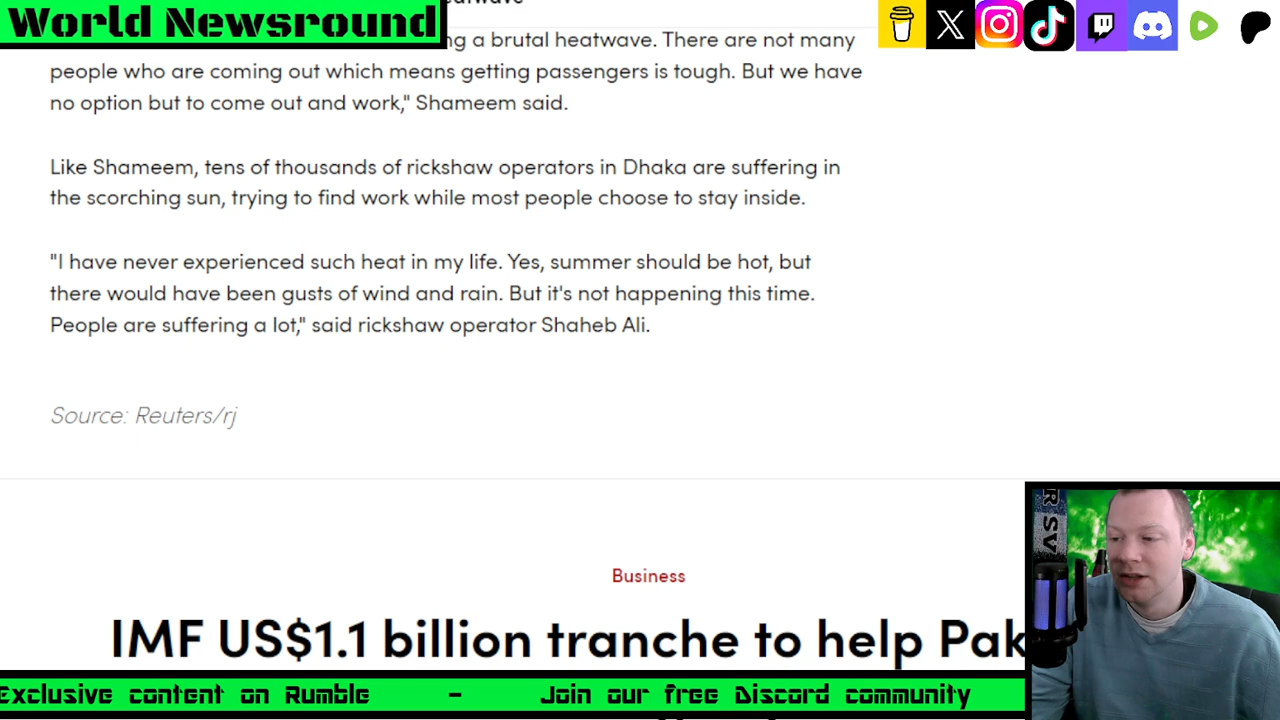 World Newsround
ng a brutal heatwave. There are not many
people who are coming out which means getting passengers is tough. But we have
no option but to come out and work," Shameem said.
Like Shameem, tens of thousands of rickshaw operators in Dhaka are suffering in
the scorching sun, trying to find work while most people choose to stay inside.
"I have never experienced such heat in my life. Yes, summer should be hot, but
there would have been gusts of wind and rain. But it's not happening this time.
People are suffering a lot," said rickshaw operator Shaheb Ali.
Source: Reuters/rj
Business
IMF US$1.1 billion tranche to help Pak
Exclusive content on Rumble - Join our free Discord community